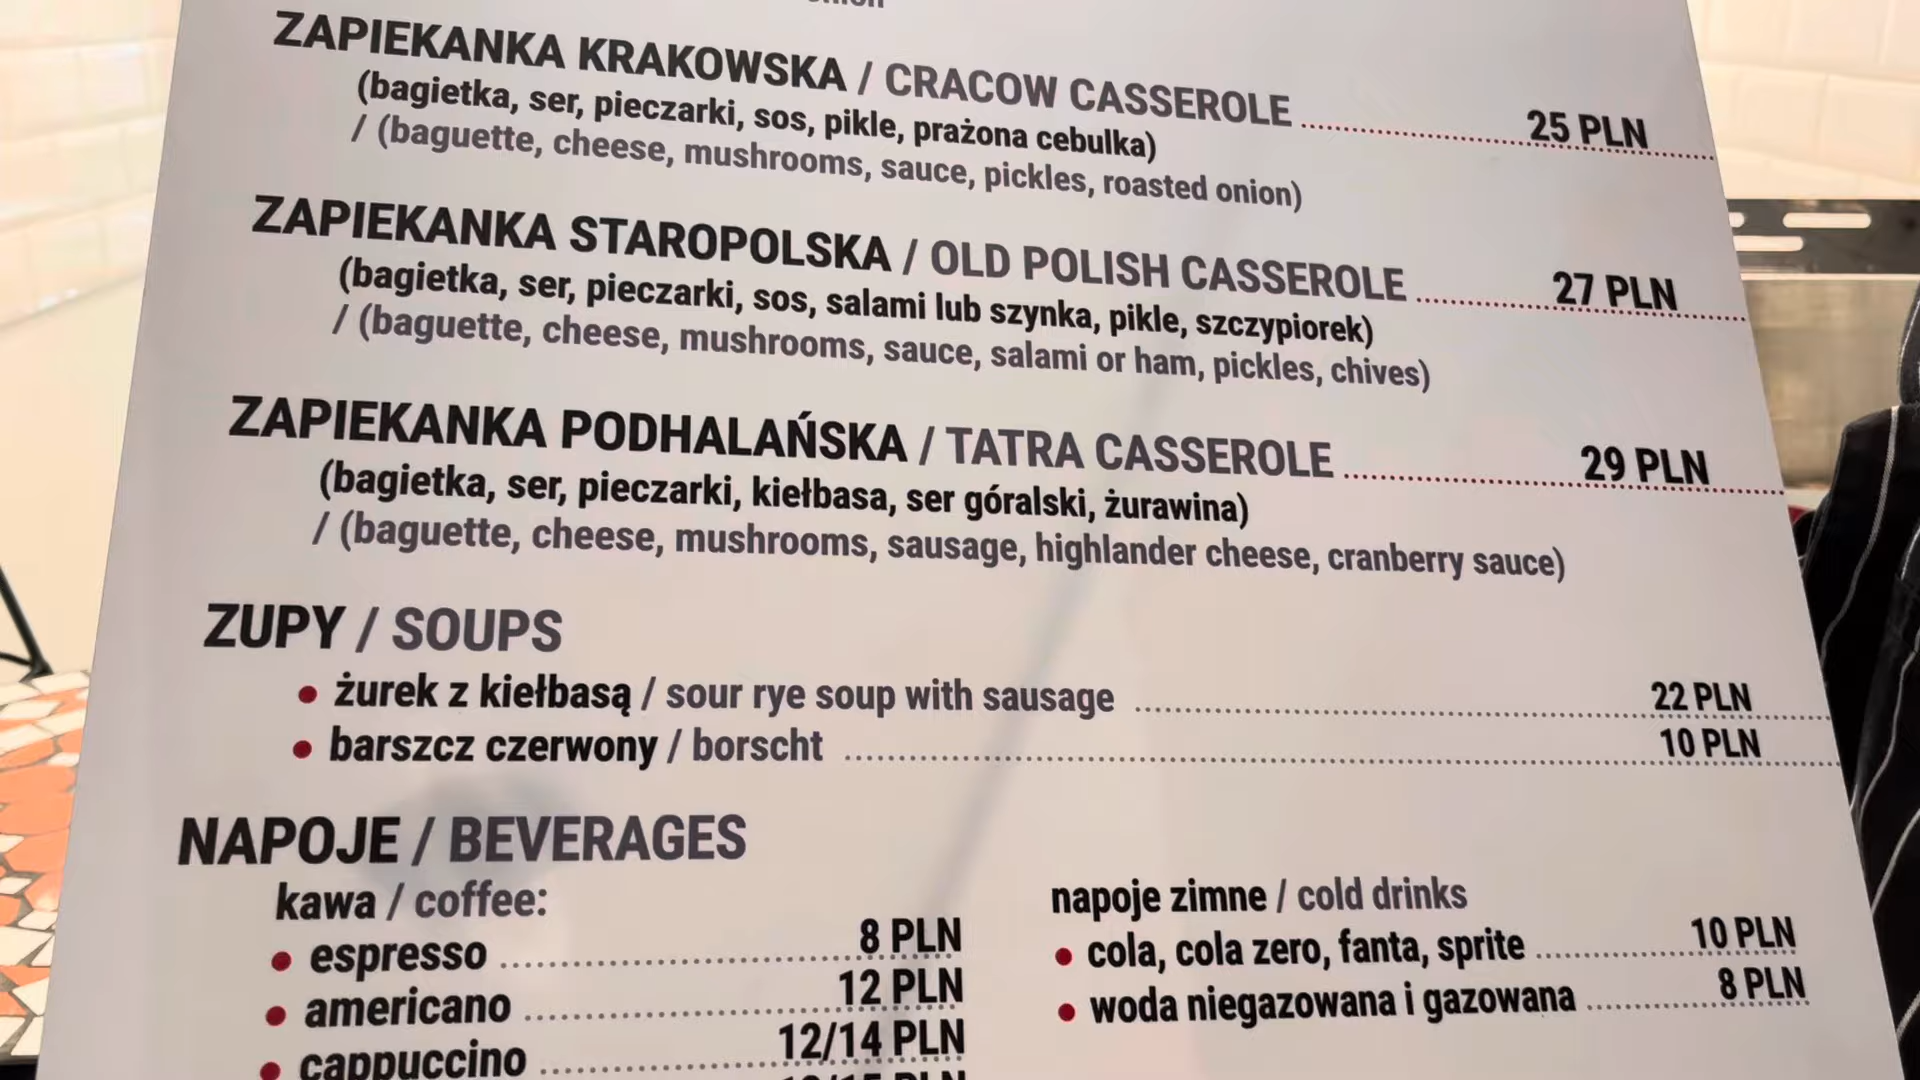 ZAPIEKANKA KRAKOWSKA / CRACOW CASSEROLE 25 PLN
(bagietka, ser, pieczarki, sos, pikle, prażona cebulka)
/ (baguette, cheese, mushrooms, sauce, pickles, roasted onion)
ZAPIEKANKA STAROPOLSKA / OLD POLISH CASSEROLE 27 PLN
(bagietka, ser, pieczarki, sos, salami lub szynka, pikle, szczypiorek)
/ (baguette, cheese, mushrooms, sauce, salami or ham, pickles, chives)
ZAPIEKANKA PODHALAŃSKA / TATRA CASSEROLE 29 PLN
(bagietka, ser, pieczarki, kiełbasa, ser góralski, żurawina)
/ (baguette, cheese, mushrooms, sausage, highlander cheese, cranberry sauce)
ZUPY / SOUPS
• żurek z kiełbasą / sour rye soup with sausage 22 PLN
• barszcz czerwony / borscht 10 PLN
NAPOJE / BEVERAGES
kawa / coffee:
• espresso 8 PLN
• americano 12 PLN
• cappuccino 12/14 PLN
napoje zimne / cold drinks
• cola, cola zero, fanta, sprite 10 PLN
• woda niegazowana i gazowana 8 PLN